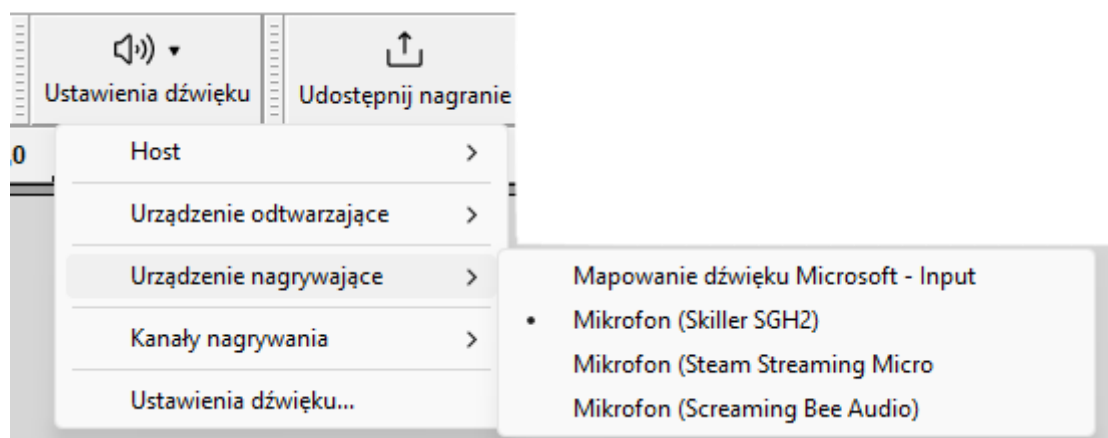 Ustawienia dźwięku
Udostępnij nagranie
,0
Host
Urządzenie odtwarzające
Urządzenie nagrywające
Kanały nagrywania
Ustawienia dźwięku...
Mapowanie dźwięku Microsoft - Input
Mikrofon (Skiller SGH2)
Mikrofon (Steam Streaming Micro
Mikrofon (Screaming Bee Audio)